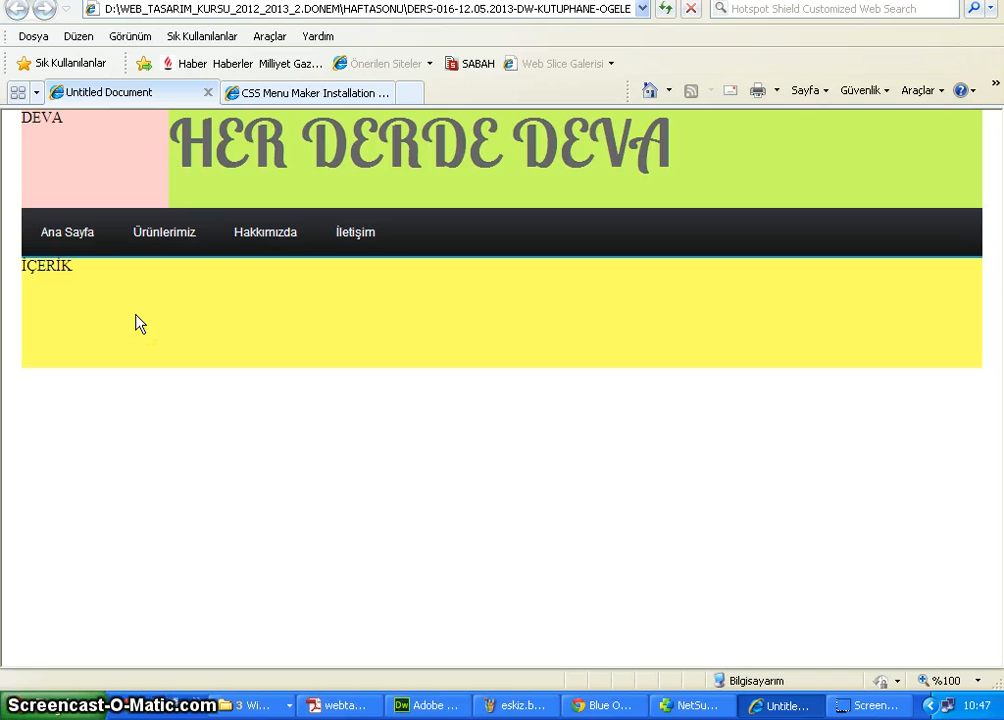 D:\WEB_TASARIM_KURSU_2012_2013_2.DONEM\HAFTASONU\DERS-016-12.05.2013-DW-KUTUPHANE-OGELE
Hotspot Shield Customized Web Search
Dosya Düzen Görünüm Sık Kullanılanlar Araçlar Yardım
Sık Kullanılanlar Haber Haberler Milliyet Gaz... Önerilen Siteler SABAH Web Slice Galerisi
Untitled Document CSS Menu Maker Installation ... Sayfa Güvenlik Araçlar
DEVA
HER DERDE DEVA
Ana Sayfa Ürünlerimiz Hakkımızda İletişim
İÇERİK
Bilgisayarım %100
Screencast-O-Matic.com 3 Wi... webta... Adobe ... eskiz.b... Blue O... NetSu... Untitle... Screen... 10:47